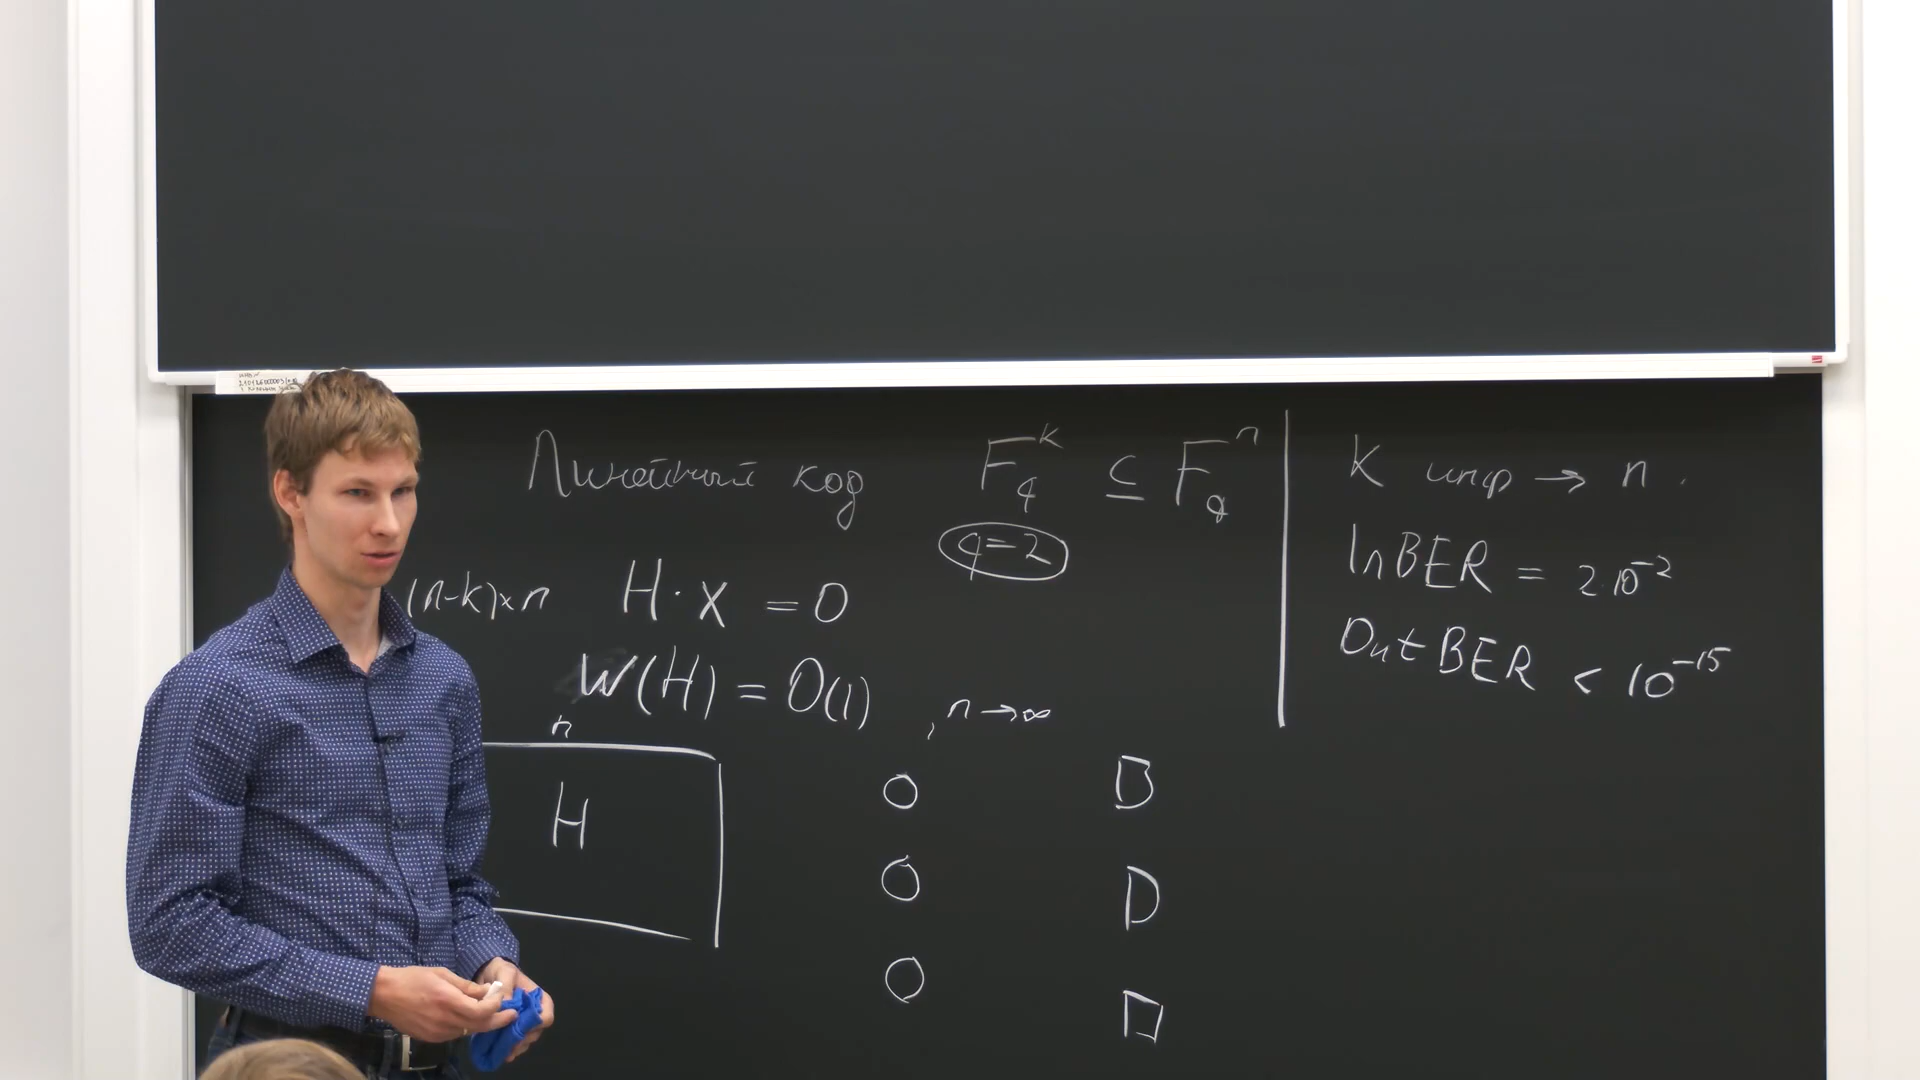 Линейный код F_q^k ⊆ F_q^n
q=2
(n-k)×n H·x = 0
W(H) = O(1) , n→∞
n
H
K инф → n.
InBER = 2·10^-2
OutBER < 10^-15